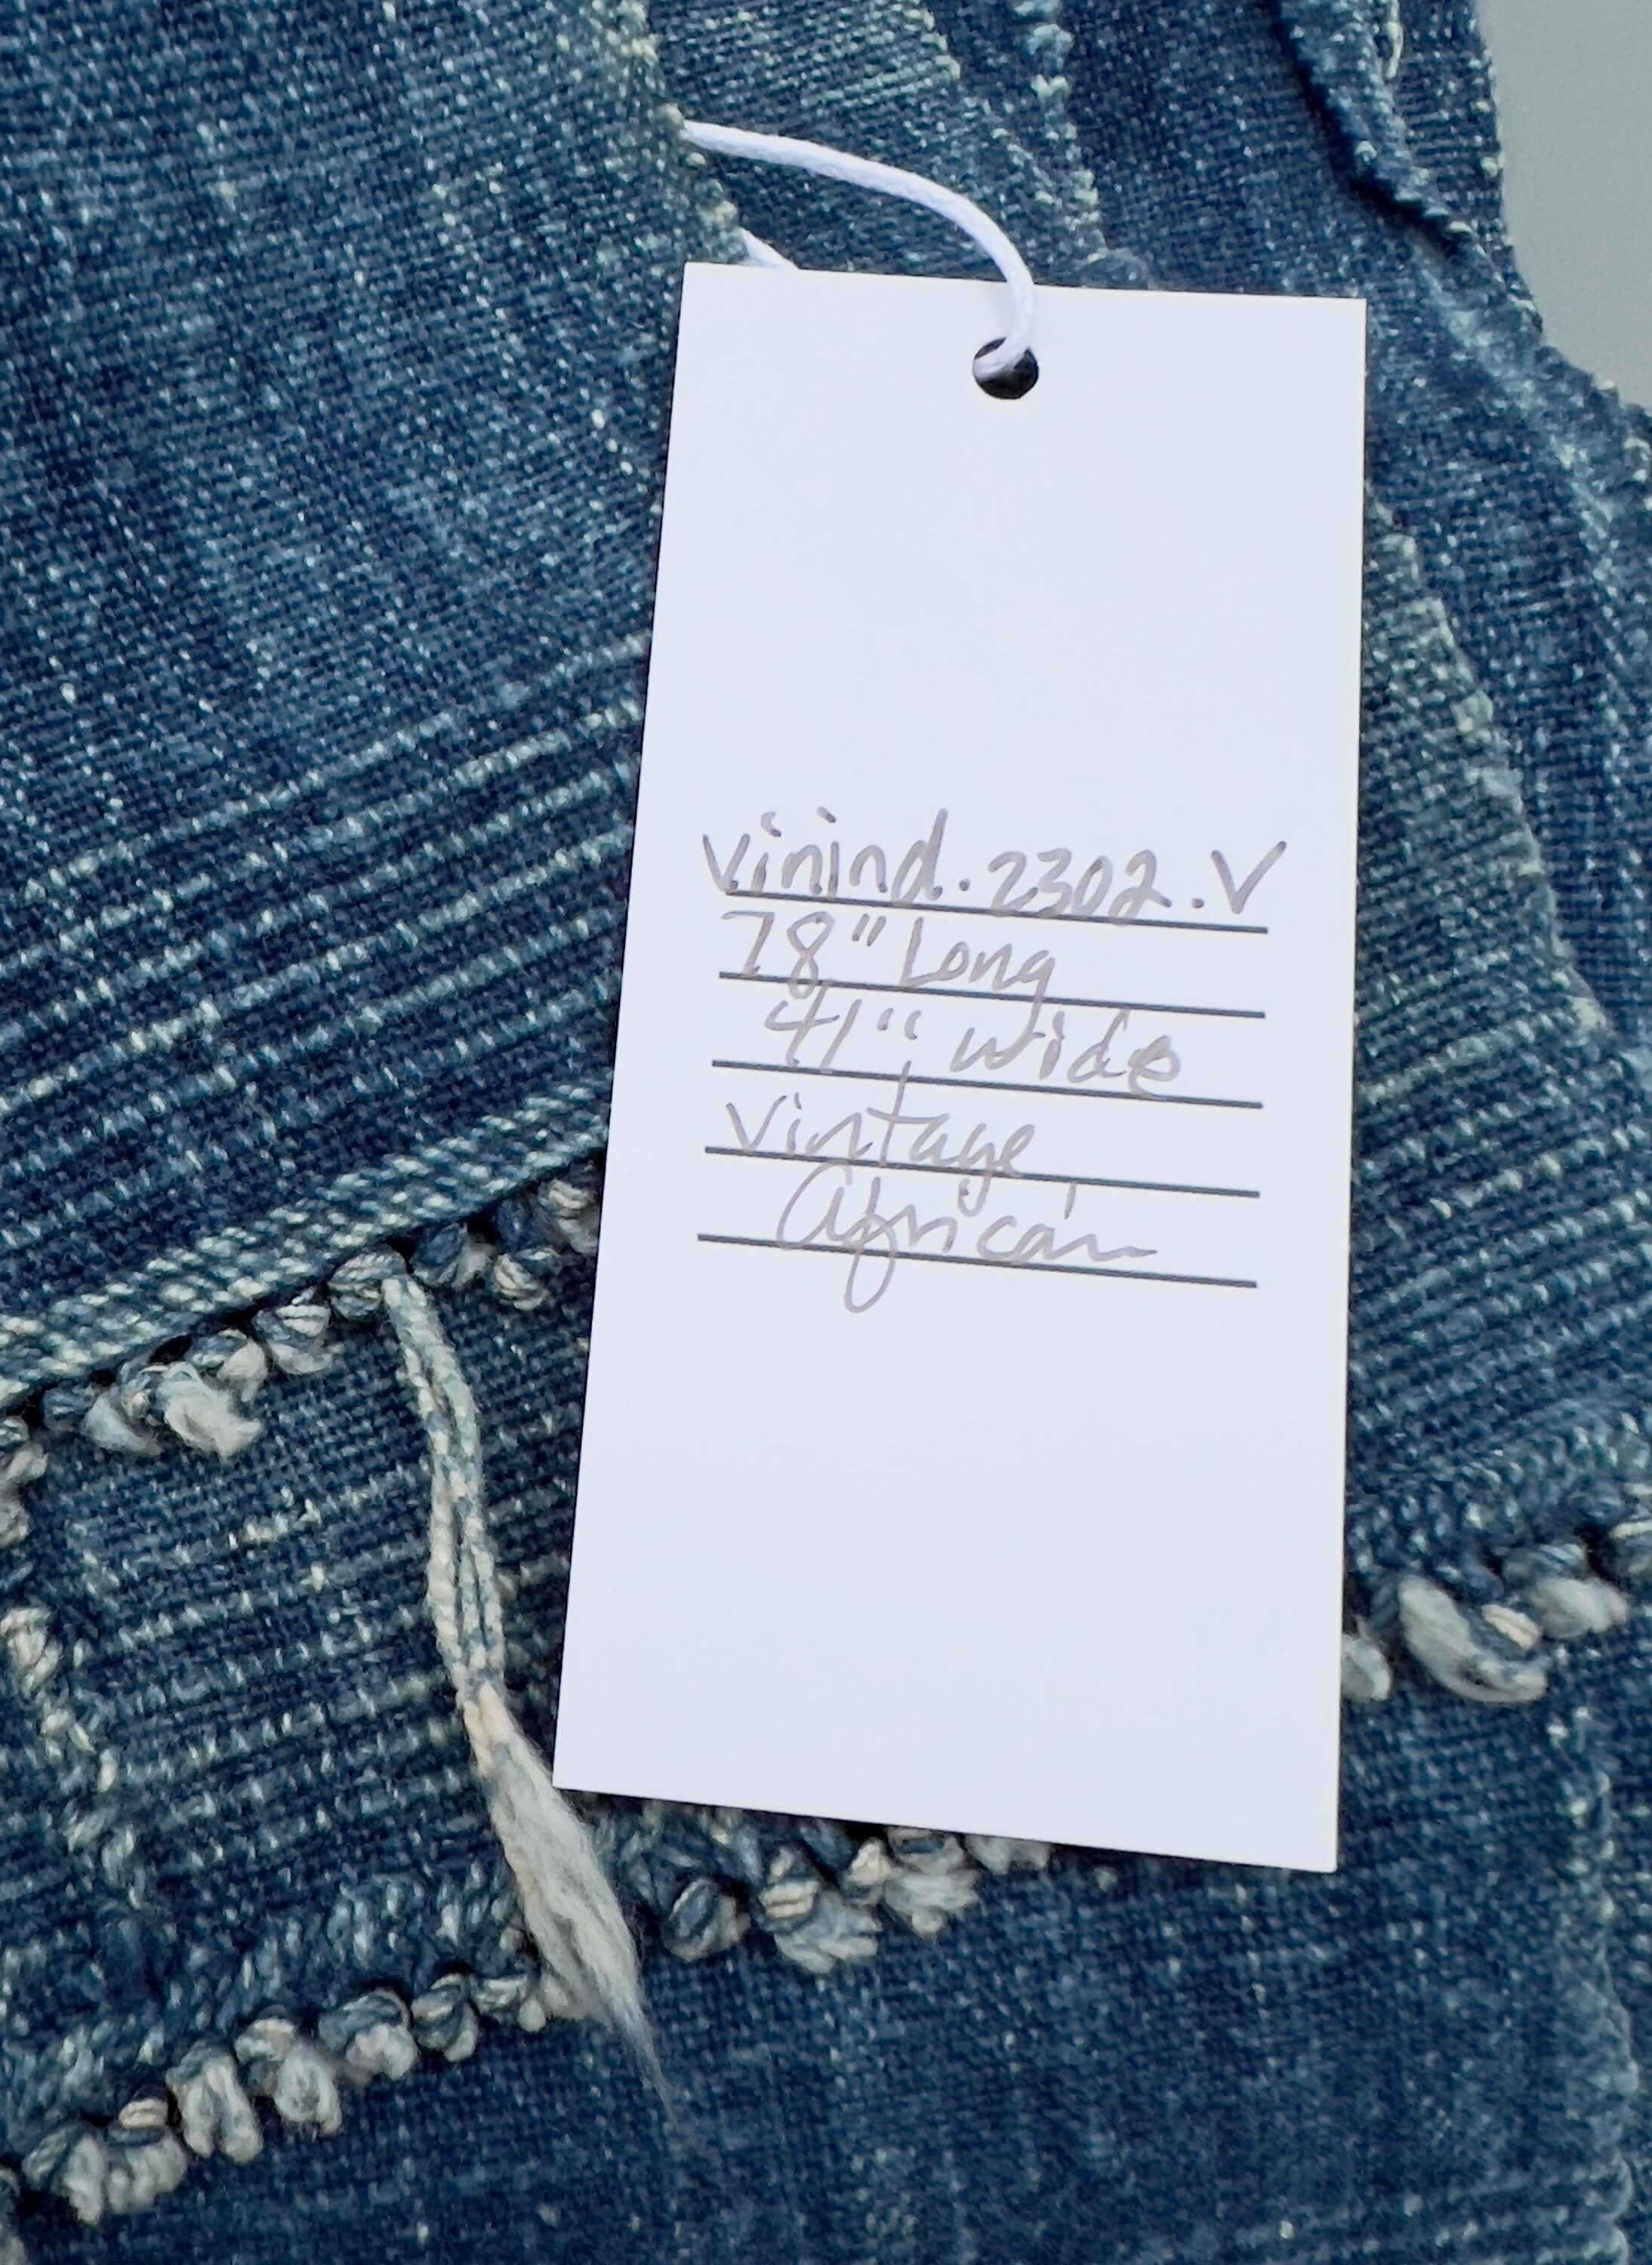 vinind.2302.V
78" Long
41" wide
Vintage
African